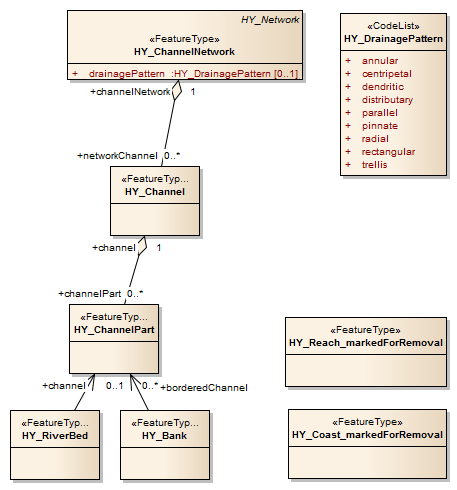 HY_Network
«FeatureType»
HY_ChannelNetwork
+ drainagePattern :HY_DrainagePattern [0..1]
«CodeList»
HY_DrainagePattern
+ annular
+ centripetal
+ dendritic
+ distributary
+ parallel
+ pinnate
+ radial
+ rectangular
+ trellis
+channelNetwork 1
+networkChannel 0..*
«FeatureTyp...
HY_Channel
+channel 1
+channelPart 0..*
«FeatureTyp...
HY_ChannelPart
+channel 0..1 0..* +borderedChannel
«FeatureTyp...
HY_RiverBed
«FeatureTyp...
HY_Bank
«FeatureType»
HY_Reach_markedForRemoval
«FeatureType»
HY_Coast_markedForRemoval